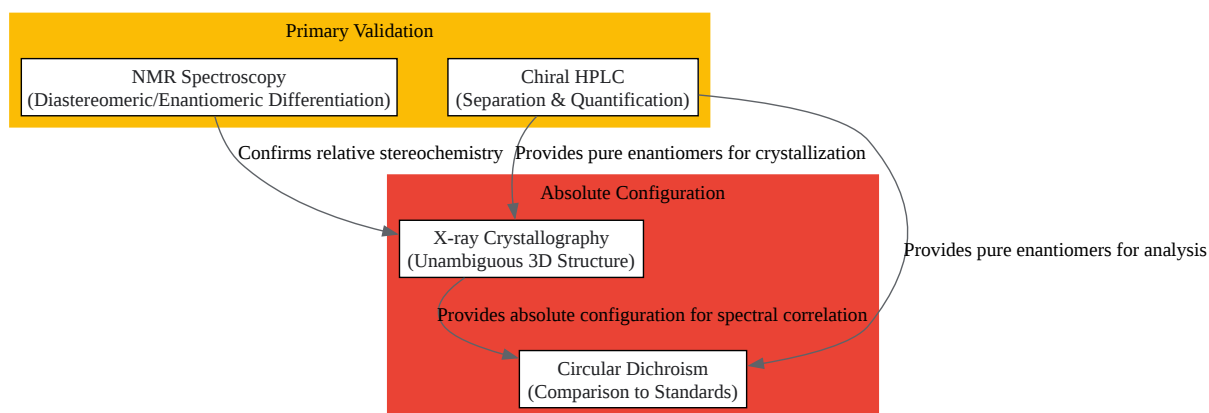 Primary Validation
NMR Spectroscopy
(Diastereomeric/Enantiomeric Differentiation)
Chiral HPLC
(Separation & Quantification)
Confirms relative stereochemistry
Provides pure enantiomers for crystallization
Absolute Configuration
X-ray Crystallography
(Unambiguous 3D Structure)
Provides pure enantiomers for analysis
Provides absolute configuration for spectral correlation
Circular Dichroism
(Comparison to Standards)